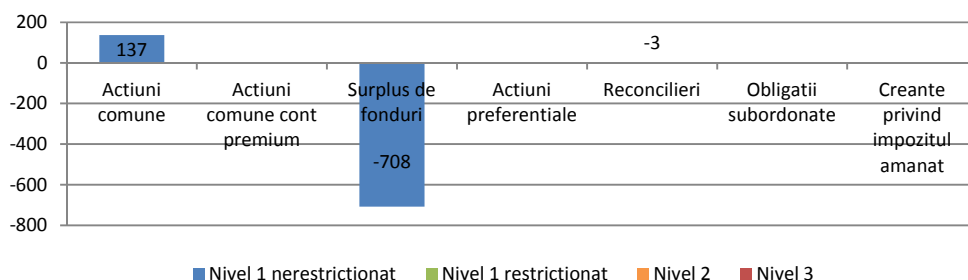 200
0
-200
-400
-600
-800
137
-3
-708
Actiuni
comune
Actiuni
comune cont
premium
Surplus de
fonduri
Actiuni
preferentiale
Reconcilieri
Obligatii
subordonate
Creante
privind
impozitul
amanat
Nivel 1 nerestrictionat
Nivel 1 restrictionat
Nivel 2
Nivel 3